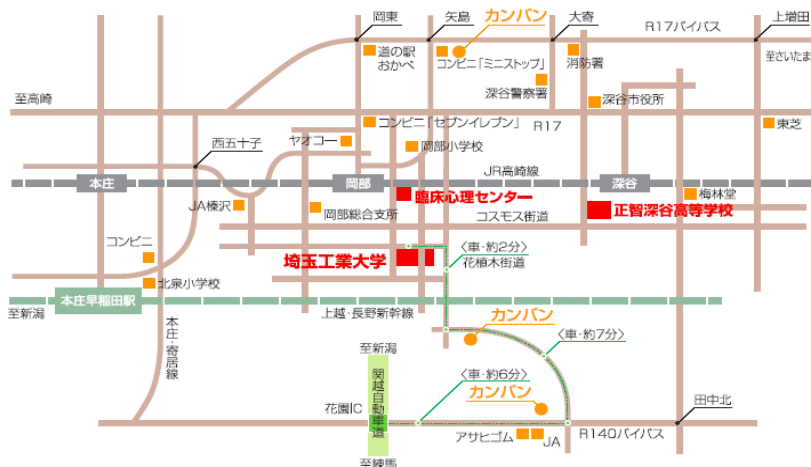 岡東
矢島
カンバン
大寄
R17バイパス
上増田
道の駅
おかべ
コンビニ「ミニストップ」
消防署
至さいたま
深谷警察署
至高崎
深谷市役所
コンビニ「セブンイレブン」
R17
東芝
西五十子
ヤオコー
岡部小学校
JR高崎線
本庄
岡部
深谷
臨床心理センター
梅林堂
JA榛沢
岡部総合支所
コスモス街道
正智深谷高等学校
コンビニ
〈車・約2分〉
埼玉工業大学
花植木街道
北泉小学校
本庄早稲田駅
至新潟
上越・長野新幹線
カンバン
本庄・寄居線
〈車・約7分〉
至新潟
関越自動車道
〈車・約6分〉
カンバン
花園IC
田中北
アサヒゴム
JA
R140バイパス
至練馬